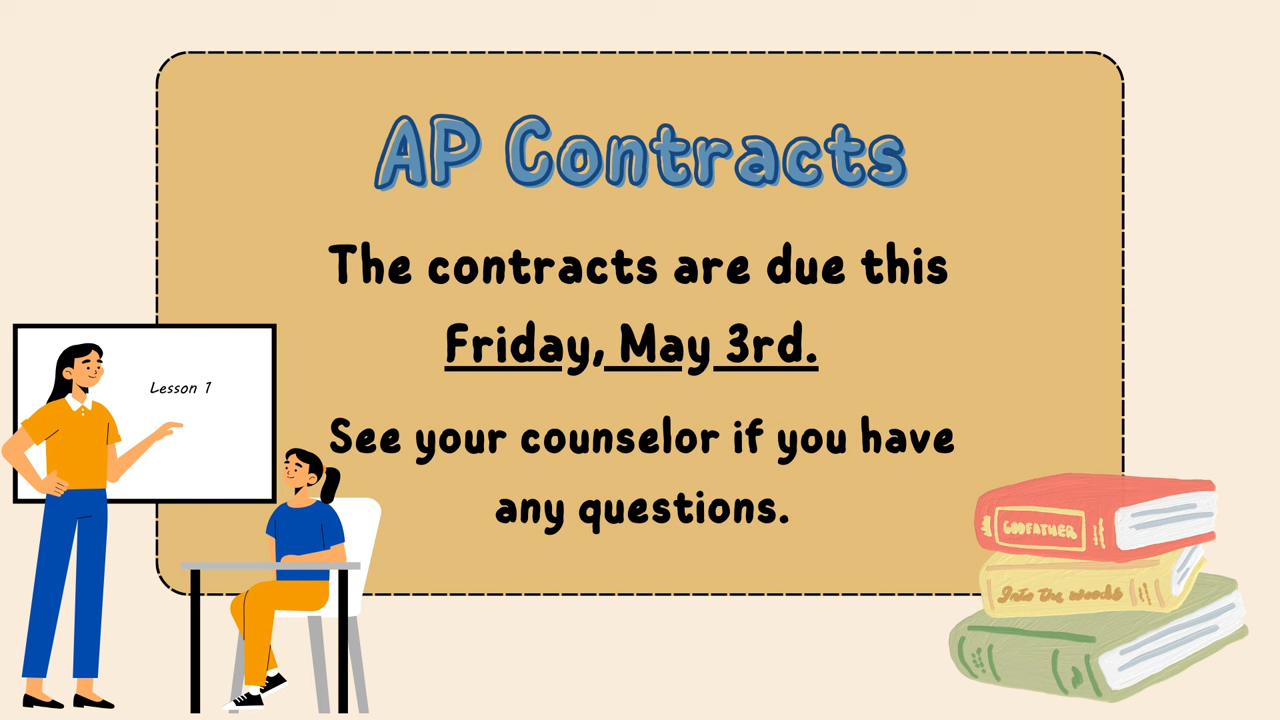 AP Contracts
The contracts are due this
Friday, May 3rd.
See your counselor if you have
any questions.
Lesson 1
GODFATHER
Into the woods